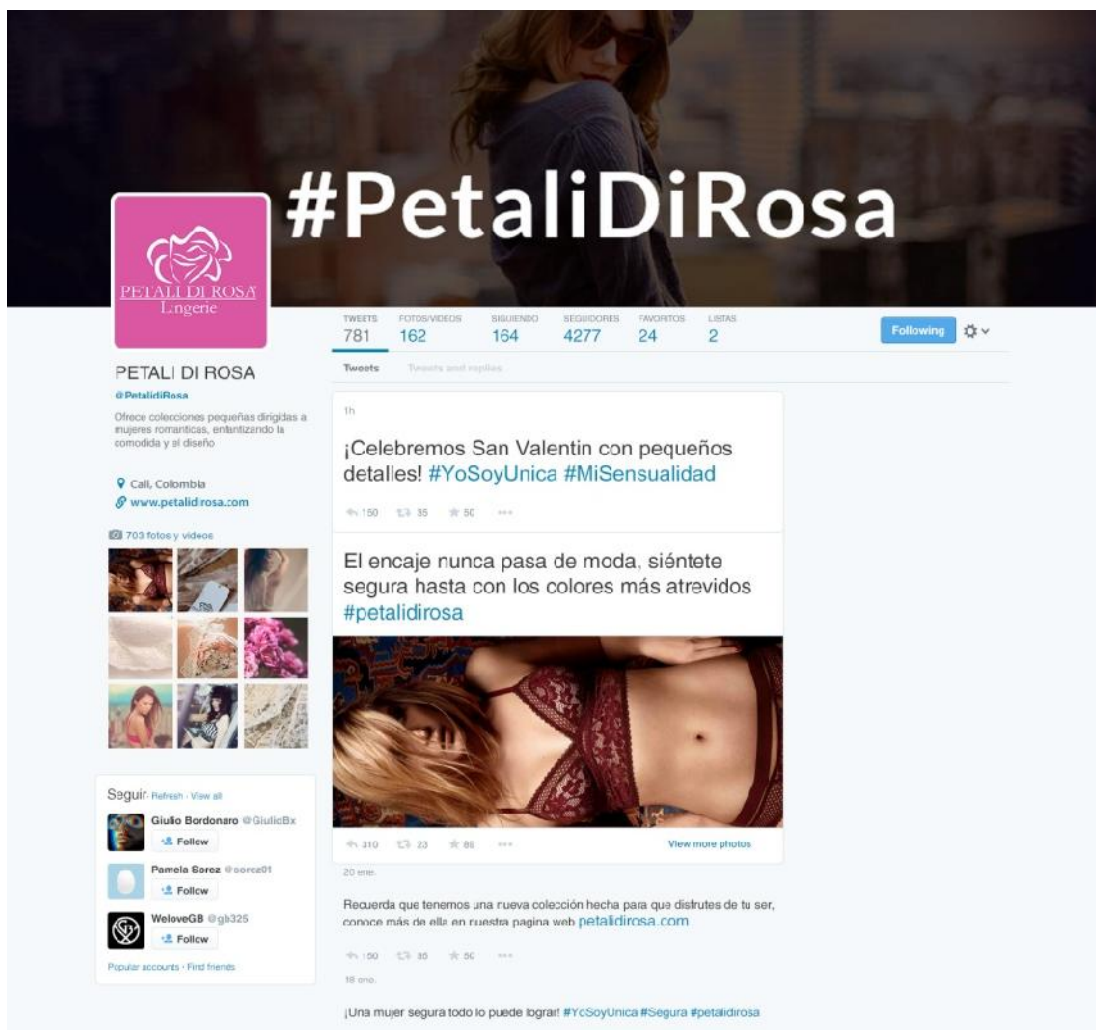 #PetaliDiRosa
PETALI DI ROSA
Lingerie
TWEETS FOTOS/VIDEOS SIGUIENDO SEGUIDORES FAVORITOS LISTAS
781 162 164 4277 24 2
Following
Tweets Tweets and replies
PETALI DI ROSA
@PetalidiRosa
Ofrece colecciones pequeñas dirigidas a
mujeres romanticas, enfantizando la
comodida y el diseño
Cali, Colombia
www.petalidirosa.com
703 fotos y videos
Seguir· Refresh · View all
Giulio Bordonaro @GiulioBx
Follow
Pamela
Follow
WeloveGB @gb325
Follow
Popular accounts · Find friends
1h
¡Celebremos San Valentin con pequeños
detalles! #YoSoyUnica #MiSensualidad
150 35 50
El encaje nunca pasa de moda, siéntete
segura hasta con los colores más atrevidos
#petalidirosa
310 23
View more photos
20 ene.
Recuerda que tenemos una nueva colección hecha para que disfrutes de tu ser,
conoce más de ella en nuestra pagina web petalidirosa.com
150 35 50
18 ene.
¡Una mujer segura todo lo puede lograr! #YoSoyUnica #Segura #petalidirosa